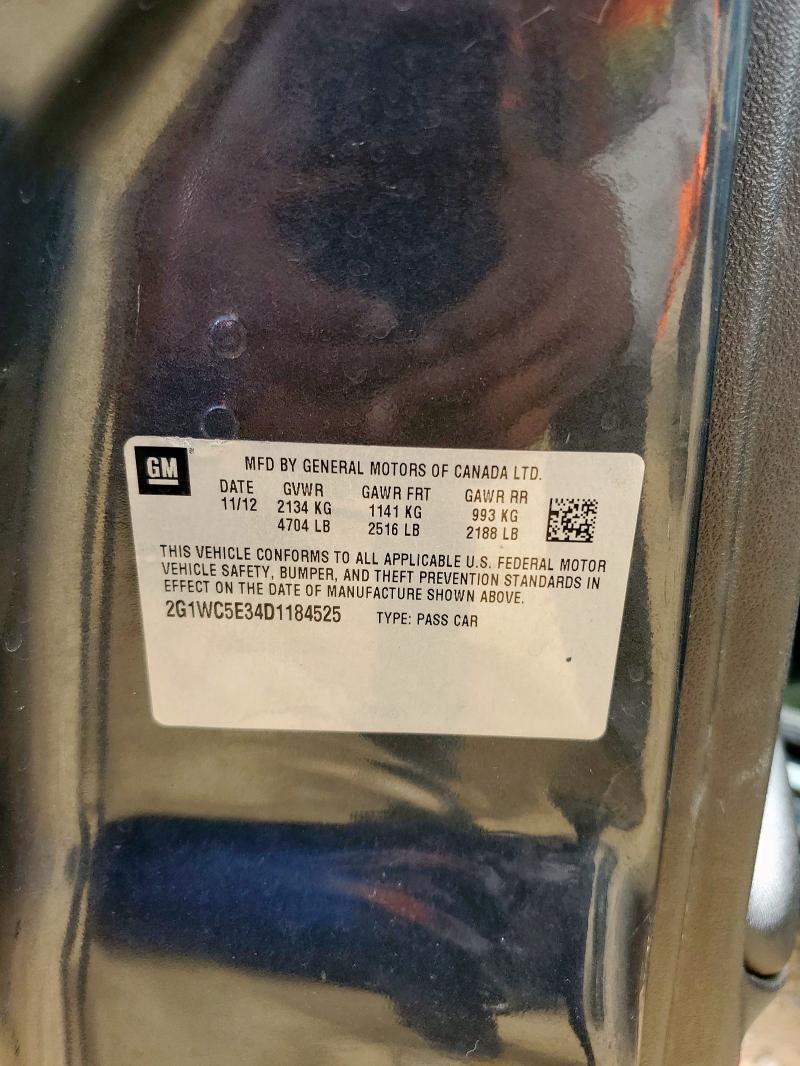 GM
MFD BY GENERAL MOTORS OF CANADA LTD.
DATE GVWR GAWR FRT GAWR RR
11/12 2134 KG 1141 KG 993 KG
4704 LB 2516 LB 2188 LB
THIS VEHICLE CONFORMS TO ALL APPLICABLE U.S. FEDERAL MOTOR
VEHICLE SAFETY, BUMPER, AND THEFT PREVENTION STANDARDS IN
EFFECT ON THE DATE OF MANUFACTURE SHOWN ABOVE.
2G1WC5E34D1184525 TYPE: PASS CAR